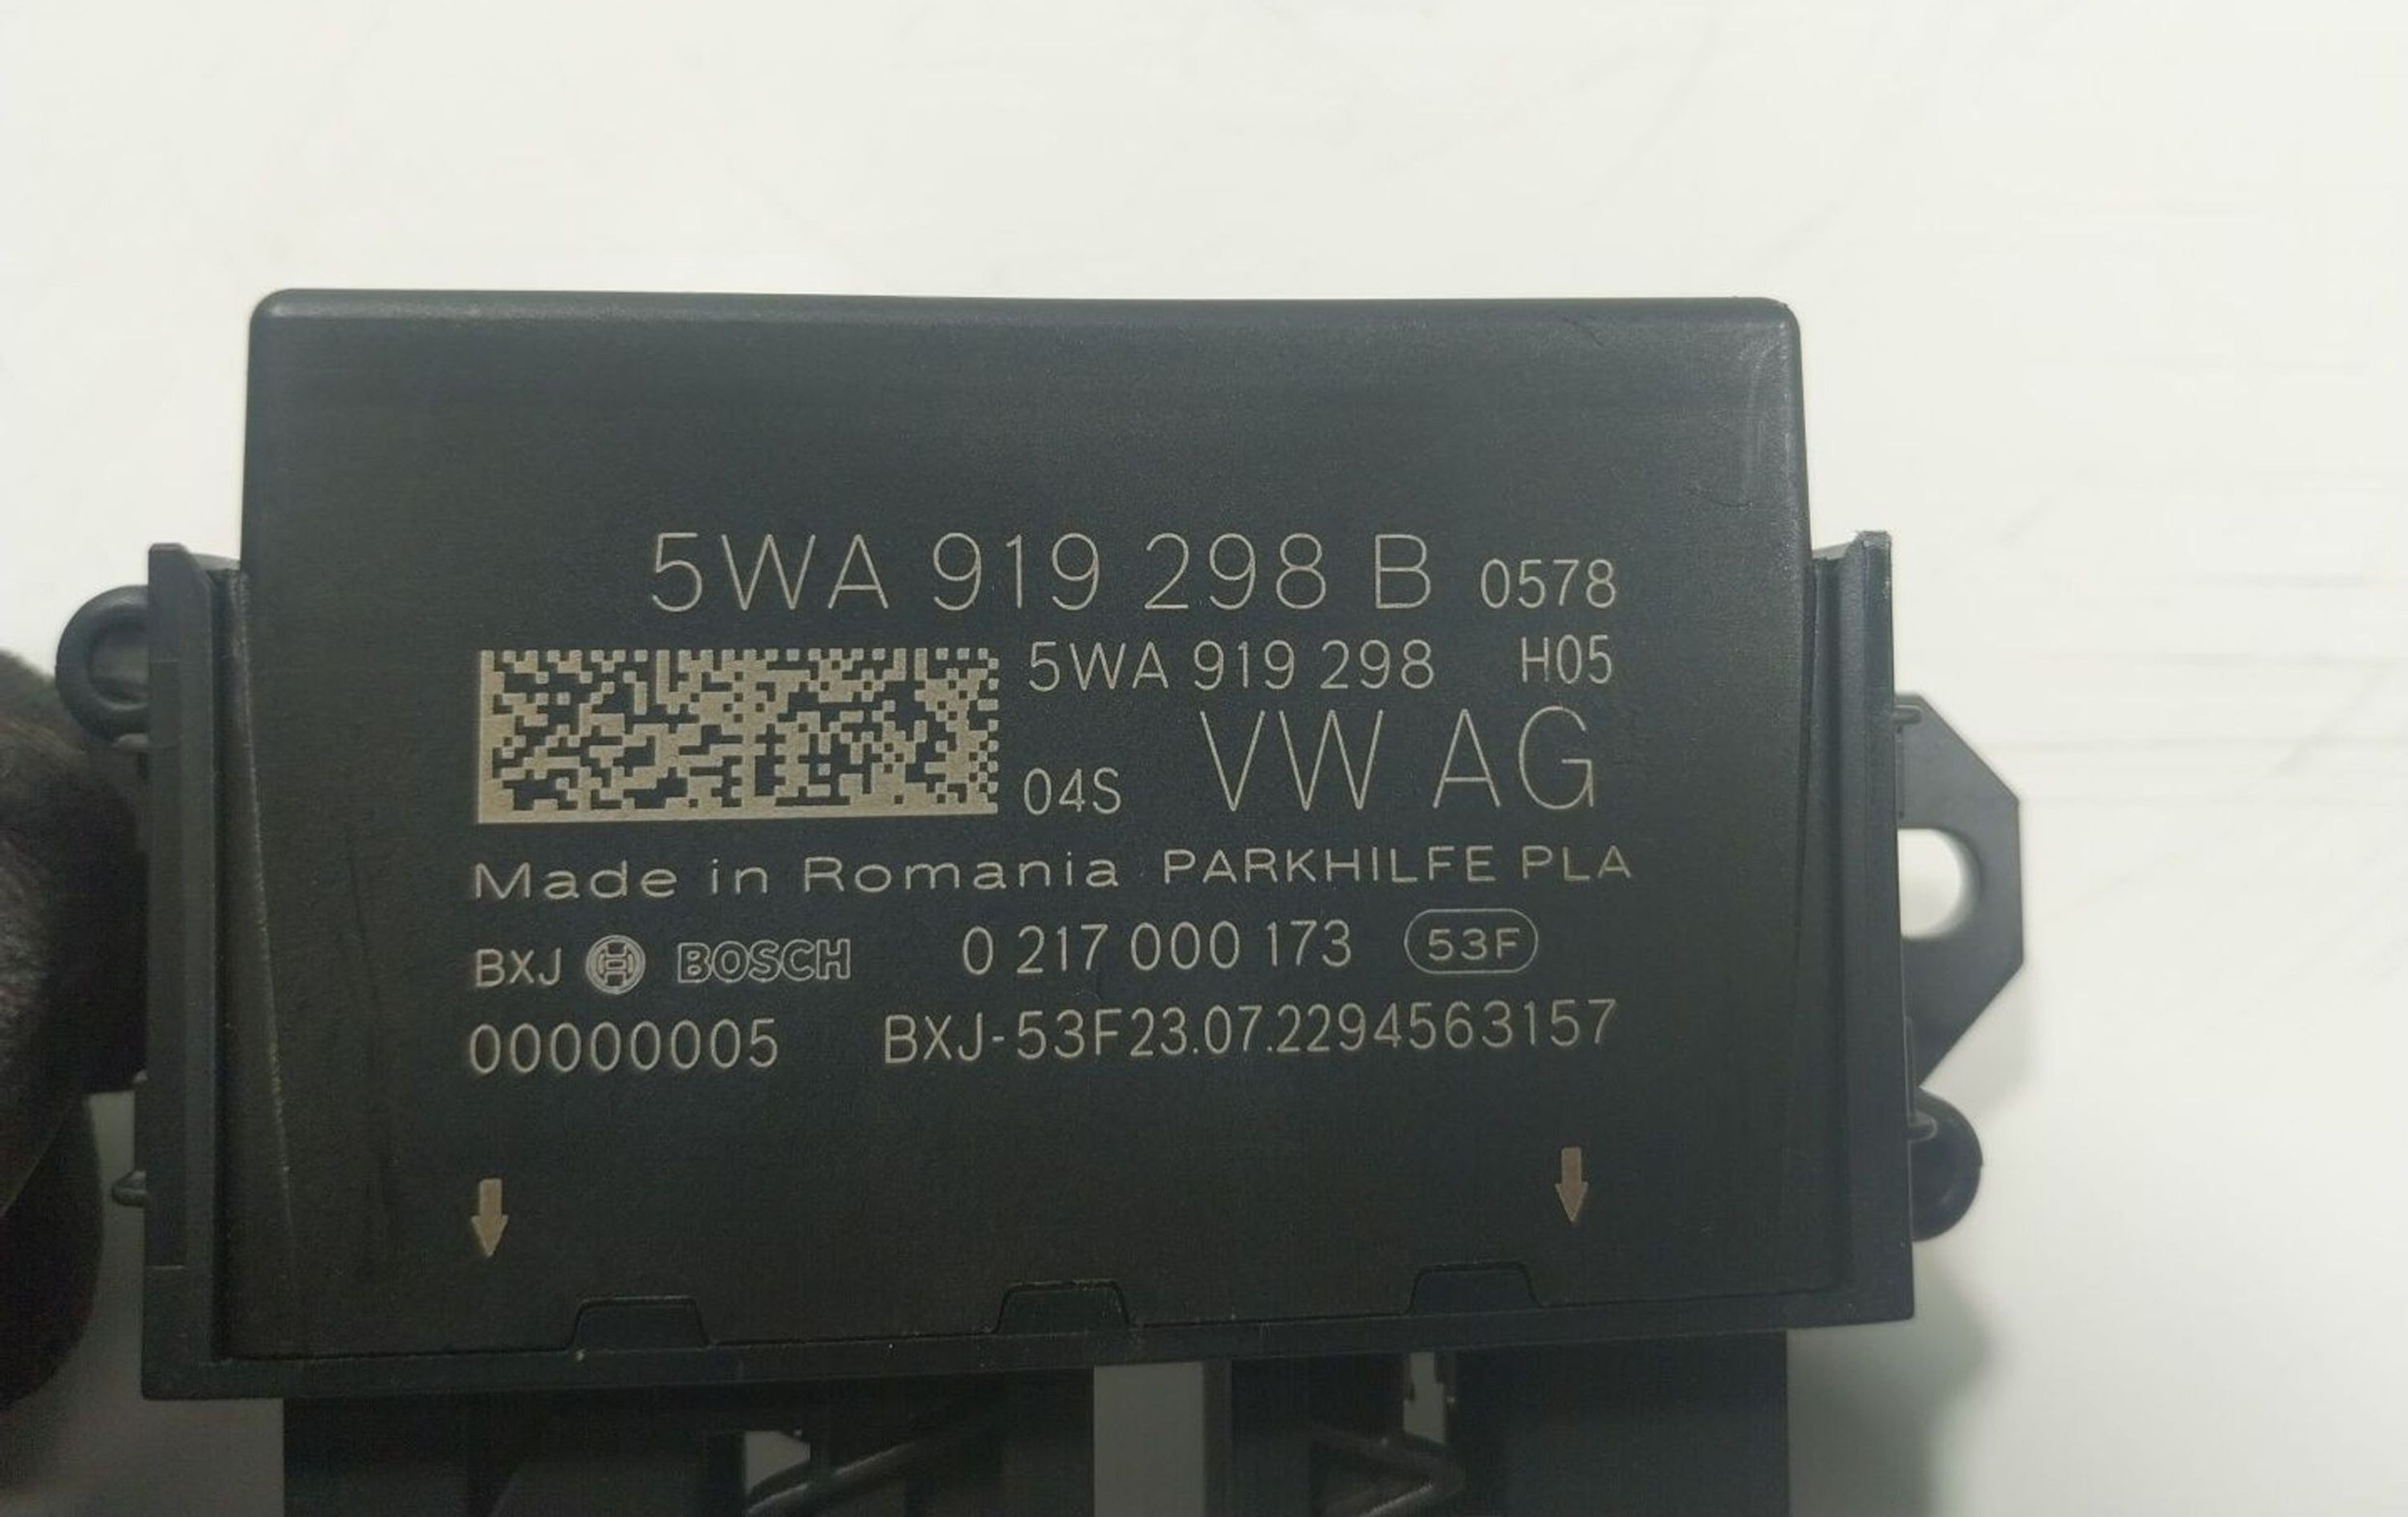 5WA 919 298 B 0578
5WA 919 298 H05
04S VW AG
Made in Romania PARKHILFE PLA
BXJ BOSCH 0 217 000 173 53F
00000005 BXJ-53F23.07.2294563157